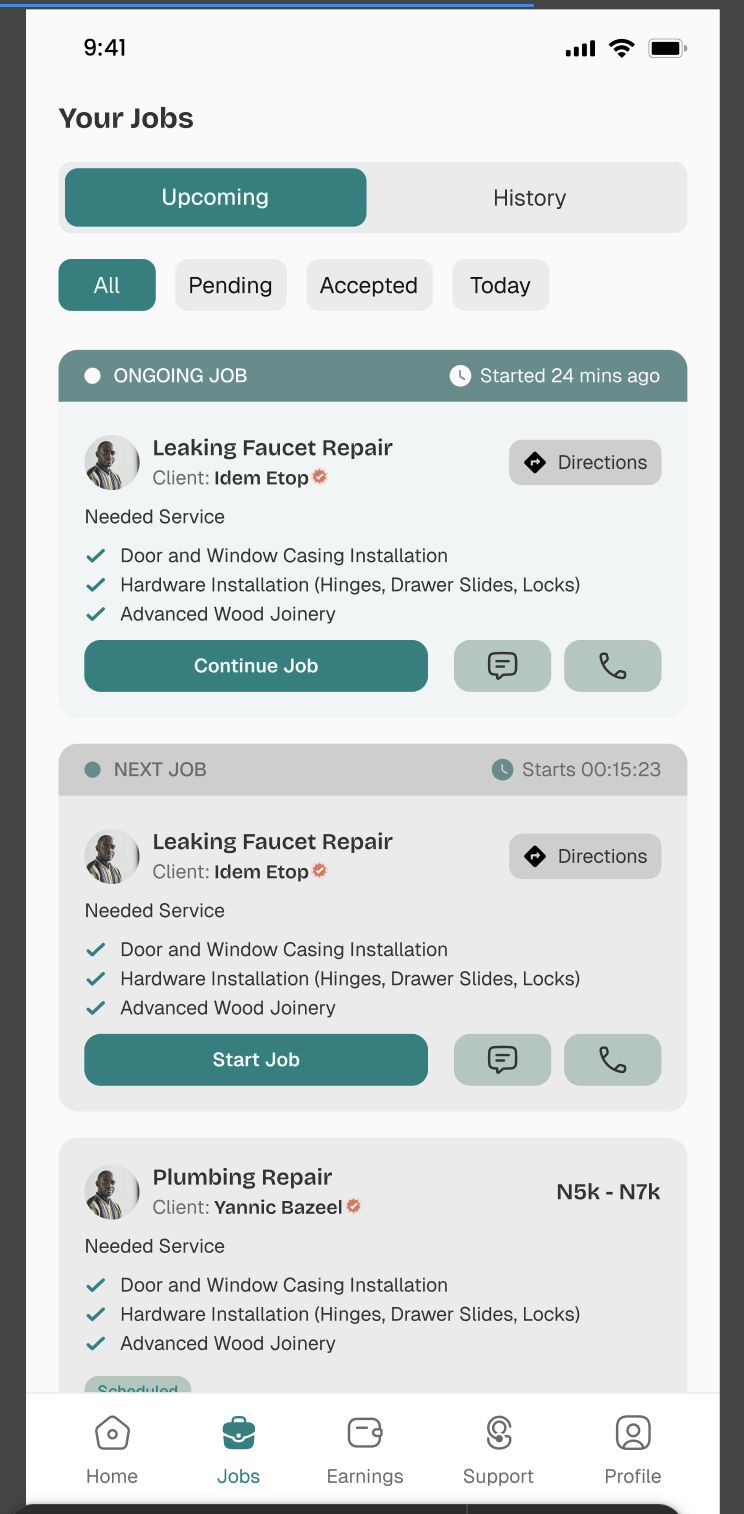 9:41
Your Jobs
Upcoming History
All Pending Accepted Today
ONGOING JOB Started 24 mins ago
Leaking Faucet Repair
Client: Idem Etop
Directions
Needed Service
Door and Window Casing Installation
Hardware Installation (Hinges, Drawer Slides, Locks)
Advanced Wood Joinery
Continue Job
NEXT JOB Starts 00:15:23
Leaking Faucet Repair
Client: Idem Etop
Directions
Needed Service
Door and Window Casing Installation
Hardware Installation (Hinges, Drawer Slides, Locks)
Advanced Wood Joinery
Start Job
Plumbing Repair
Client: Yannic Bazeel
N5k - N7k
Needed Service
Door and Window Casing Installation
Hardware Installation (Hinges, Drawer Slides, Locks)
Advanced Wood Joinery
Scheduled
Home Jobs Earnings Support Profile